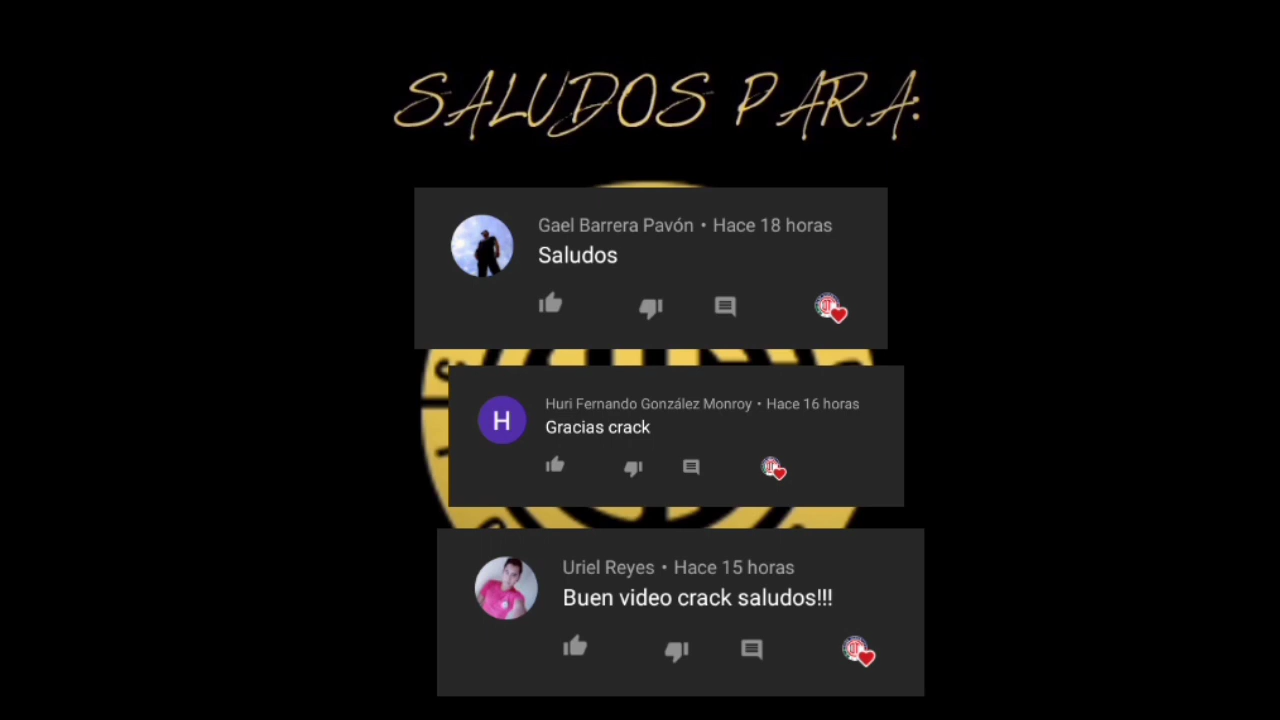 SALUDOS PARA:
Gael Barrera Pavón • Hace 18 horas
Saludos
H
Huri Fernando González Monroy • Hace 16 horas
Gracias crack
Uriel Reyes • Hace 15 horas
Buen video crack saludos!!!